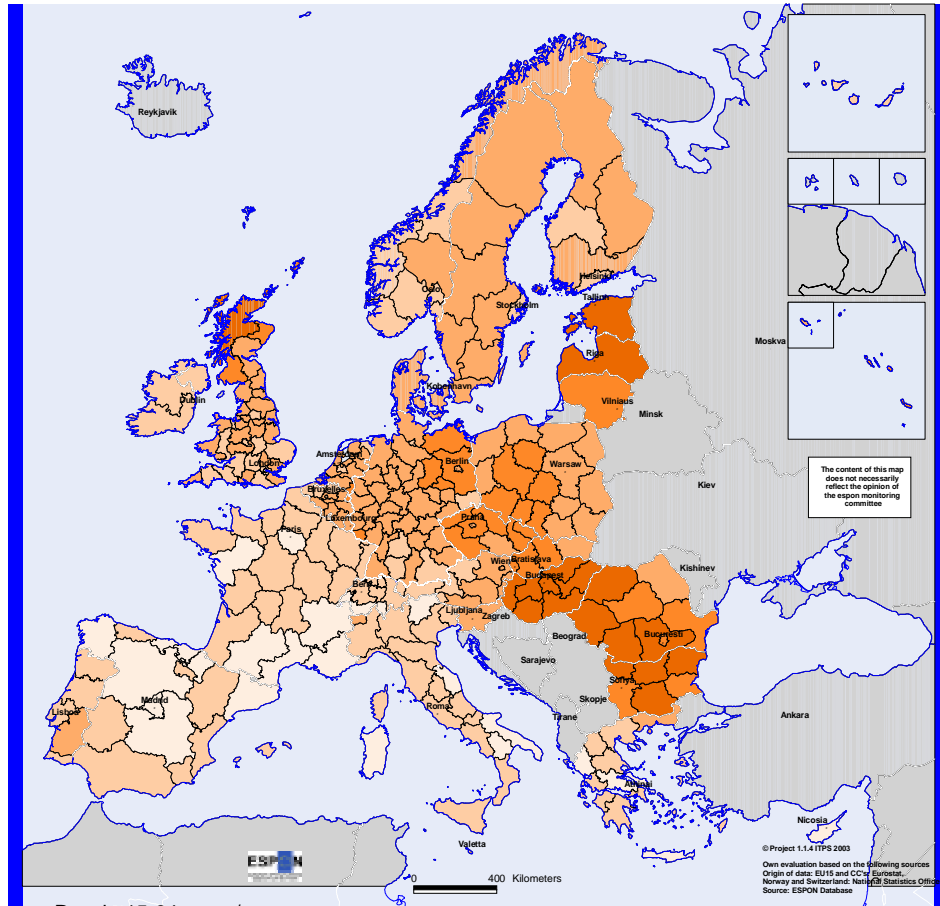 Reykjavik
Helsinki
Oslo
Tallinn
Stockholm
Moskva
Riga
Kobenhavn
Dublin
Vilniaus
Minsk
Amsterdam
London
Berlin
Warsaw
The content of this map
does not necessarily
reflect the opinion of
the espon monitoring
committee
Kiev
Bruxelles
Luxembourg
Praha
Paris
Wien
Bratislava
Kishinev
Budapest
Bern
Ljubljana
Zagreb
Beograd
Bucuresti
Sarajevo
Sofiya
Madrid
Lisboa
Roma
Skopje
Tirane
Ankara
Athinai
Nicosia
Valetta
© Project 1.1.4 ITPS 2003
ESPON
Own evaluation based on the following sources
Origin of data: EU15 and CC's: Eurostat,
Norway and Switzerland: National Statistics Office
Source: ESPON Database
0 400 Kilometers